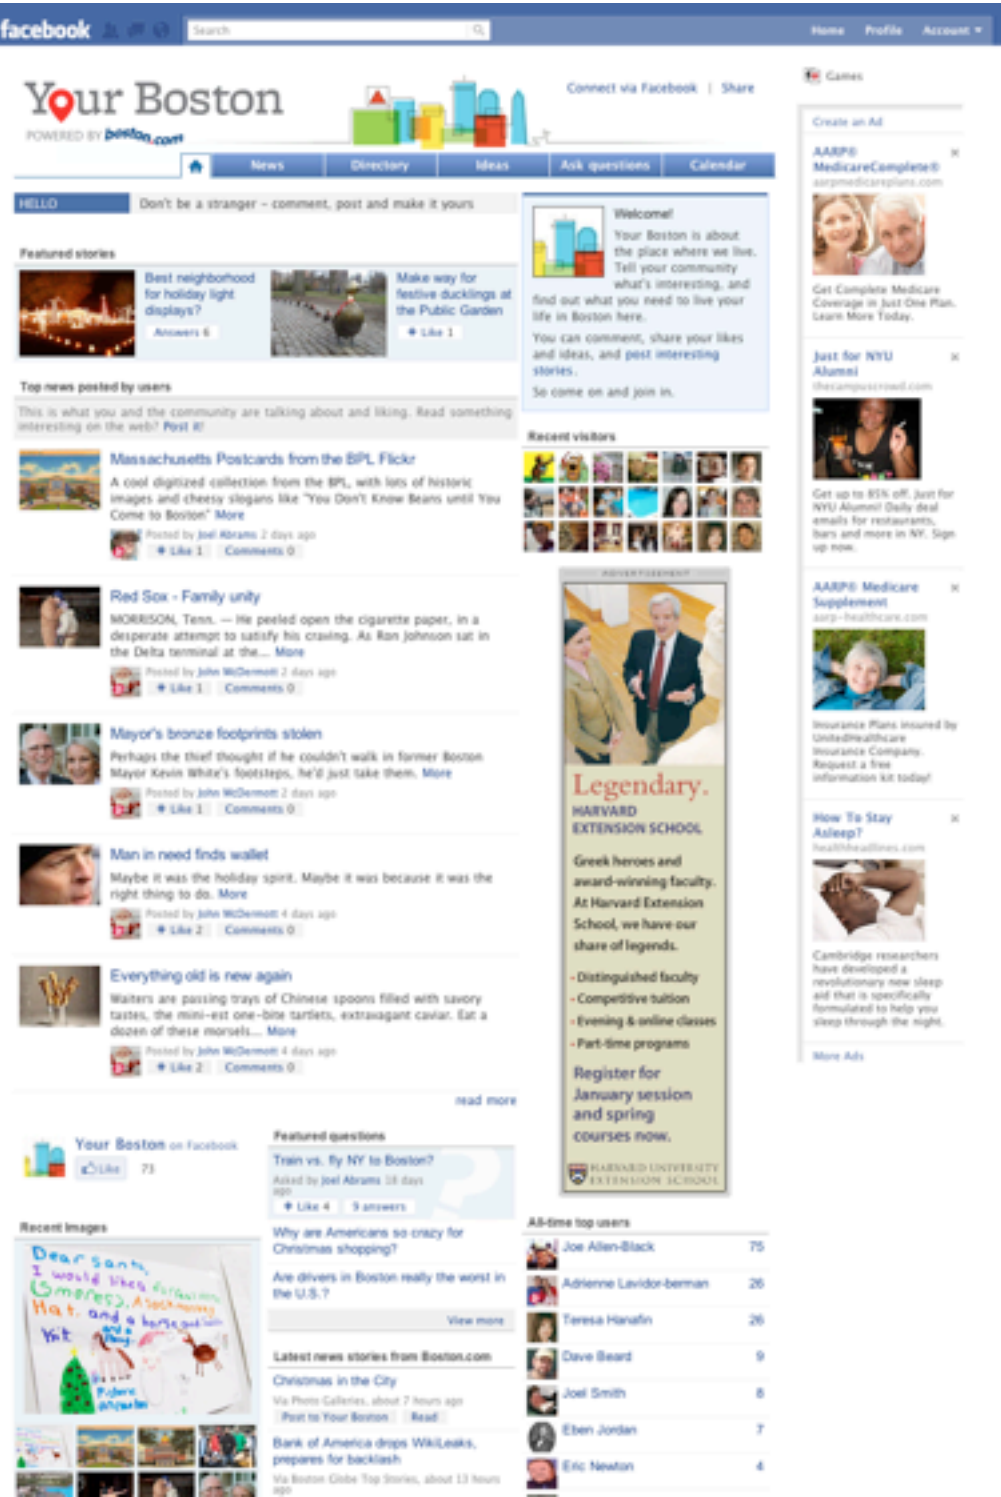 facebook
Search
Home Profile Account
Your Boston
POWERED BY boston.com
Connect via Facebook | Share
News Directory Ideas Ask questions Calendar
HELLO
Don't be a stranger – comment, post and make it yours
Featured stories
Best neighborhood
for holiday light
displays?
Answers 6
Make way for
festive ducklings at
the Public Garden
Like 1
Top news posted by users
This is what you and the community are talking about and liking. Read something
interesting on the web? Post it!
Massachusetts Postcards from the BPL Flickr
A cool digitized collection from the BPL, with lots of historic
images and cheesy slogans like "You Don't Know Beans until You
Come to Boston" More
Posted by Joel Abrams 2 days ago
Like 1 Comments 0
Red Sox - Family unity
MORRISON, Tenn. — He peeled open the cigarette paper, in a
desperate attempt to satisfy his craving. As Ron Johnson sat in
the Delta terminal at the... More
Posted by John McDermott 2 days ago
Like 1 Comments 0
Mayor's bronze footprints stolen
Perhaps the thief thought if he couldn't walk in former Boston
Mayor Kevin White's footsteps, he'd just take them. More
Posted by John McDermott 2 days ago
Like 1 Comments 0
Man in need finds wallet
Maybe it was the holiday spirit. Maybe it was because it was the
right thing to do. More
Posted by John McDermott 4 days ago
Like 2 Comments 0
Everything old is new again
Waiters are passing trays of Chinese spoons filled with savory
tastes, the mini-est one-bite tartlets, extravagant caviar. Eat a
dozen of these morsels... More
Posted by John McDermott 4 days ago
Like 2 Comments 0
read more
Your Boston on Facebook
Like 73
Recent Images
Dear santa,
I would like
(Smores),
Hat. and a horse and
Featured questions
Train vs. fly NY to Boston?
Asked by Joel Abrams 18 days
ago
Like 4 9 answers
Why are Americans so crazy for
Christmas shopping?
Are drivers in Boston really the worst in
the U.S.?
View more
Latest news stories from Boston.com
Christmas in the City
Via Photo Galleries, about 7 hours ago
Post to Your Boston Read
Bank of America drops WikiLeaks,
prepares for backlash
Via Boston Globe Top Stories, about 13 hours
ago
Welcome!
Your Boston is about
the place where we live.
Tell your community
what's interesting, and
find out what you need to live your
life in Boston here.
You can comment, share your likes
and ideas, and post interesting
stories.
So come on and join in.
Recent visitors
ADVERTISEMENT
Legendary.
HARVARD
EXTENSION SCHOOL
Greek heroes and
award-winning faculty.
At Harvard Extension
School, we have our
share of legends.
- Distinguished faculty
- Competitive tuition
- Evening & online classes
- Part-time programs
Register for
January session
and spring
courses now.
HARVARD UNIVERSITY
EXTENSION SCHOOL
All-time top users
Joe Allen-Black 75
Adrienne Lavidor-berman 26
Teresa Hanafin 26
Dave Beard 9
Joel Smith 8
Eben Jordan 7
Eric Newton 4
Games
Create an Ad
AARP®
MedicareComplete®
aarpmedicareplans.com
Get Complete Medicare
Coverage in Just One Plan.
Learn More Today.
Just for NYU
Alumni
thecampuscrowd.com
Get up to 85% off. Just for
NYU Alumni! Daily deal
emails for restaurants,
bars and more in NY. Sign
up now.
AARP® Medicare
Supplement
aarp-healthcare.com
Insurance Plans insured by
UnitedHealthcare
Insurance Company.
Request a free
information kit today!
How To Stay
Asleep?
healthheadlines.com
Cambridge researchers
have developed a
revolutionary new sleep
aid that is specifically
formulated to help you
sleep through the night.
More Ads